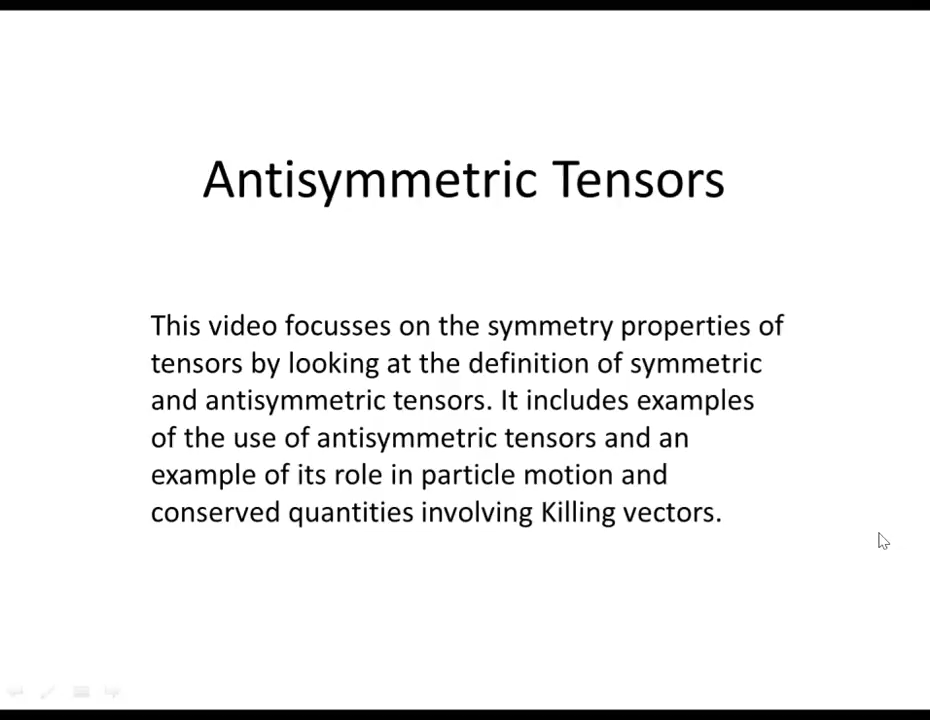 Antisymmetric Tensors
This video focusses on the symmetry properties of
tensors by looking at the definition of symmetric
and antisymmetric tensors. It includes examples
of the use of antisymmetric tensors and an
example of its role in particle motion and
conserved quantities involving Killing vectors.